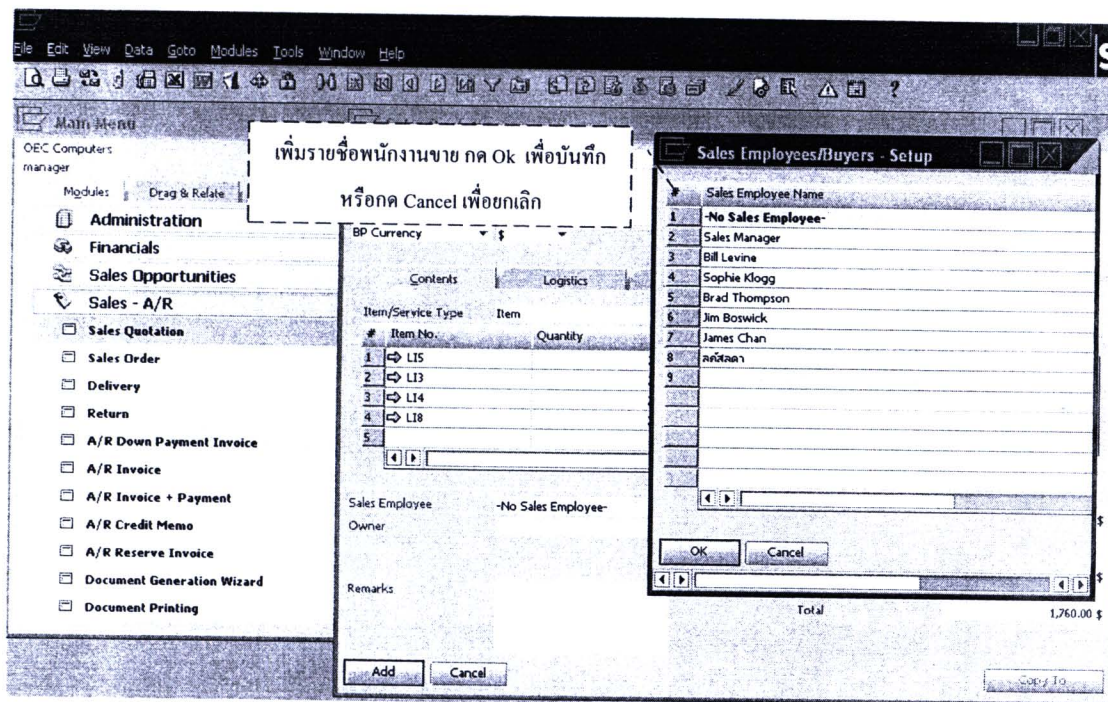 File Edit View Data Goto Modules Tools Window Help
Main Menu
OEC Computers
manager
Modules Drag & Relate
Administration
Financials
Sales Opportunities
Sales - A/R
Sales Quotation
Sales Order
Delivery
Return
A/R Down Payment Invoice
A/R Invoice
A/R Invoice + Payment
A/R Credit Memo
A/R Reserve Invoice
Document Generation Wizard
Document Printing
เพิ่มรายชื่อพนักงานขาย กด Ok เพื่อบันทึก
หรือกด Cancel เพื่อยกเลิก
BP Currency $
Contents Logistics
Item/Service Type Item
# Item No. Quantity
1 LI5
2 LI3
3 LI4
4 LI8
5
Sales Employee -No Sales Employee-
Owner
Remarks
Add Cancel
Sales Employees/Buyers - Setup
# Sales Employee Name
1 -No Sales Employee-
2 Sales Manager
3 Bill Levine
4 Sophie Klogg
5 Brad Thompson
6 Jim Boswick
7 James Chan
8 ลภัสลดา
9
OK Cancel
$
$
Total 1,760.00 $
Copy To